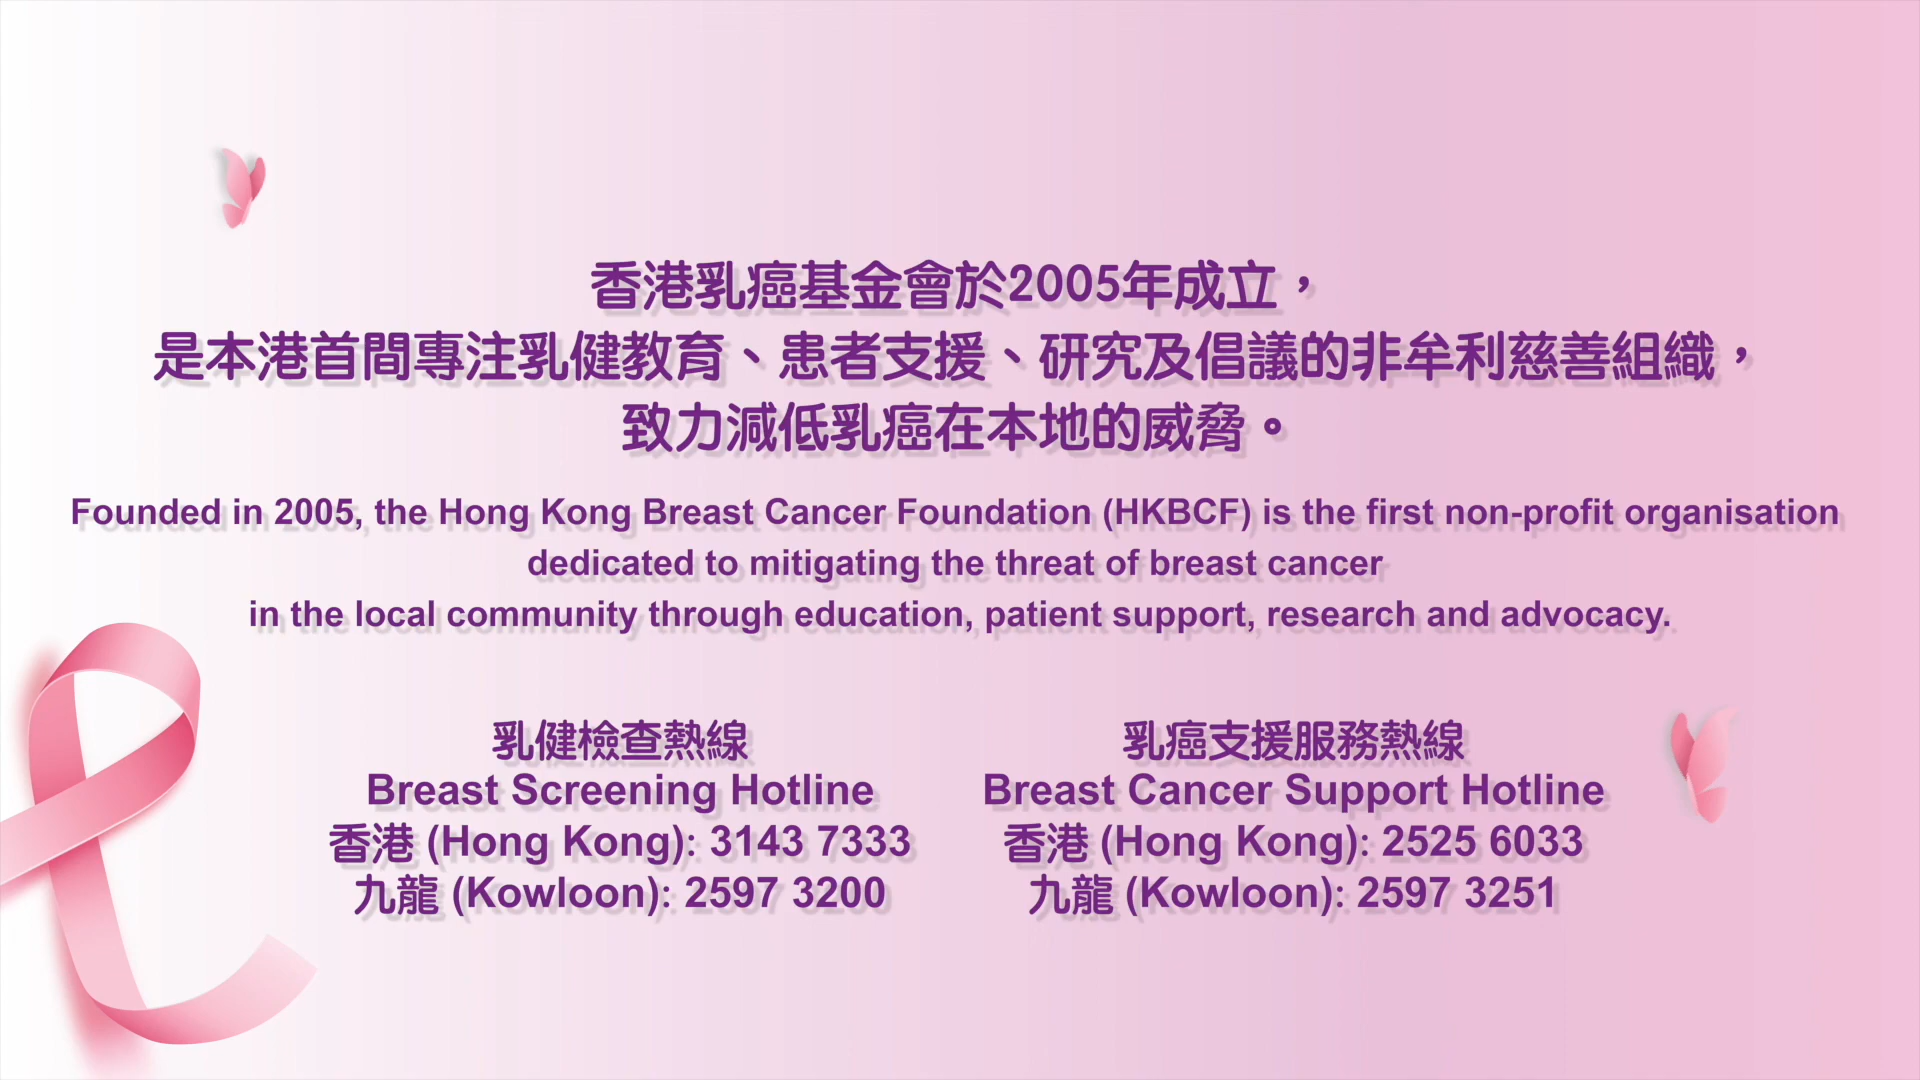 香港乳癌基金會於2005年成立，
是本港首間專注乳健教育、患者支援、研究及倡議的非牟利慈善組織，
致力減低乳癌在本地的威脅。
Founded in 2005, the Hong Kong Breast Cancer Foundation (HKBCF) is the first non-profit organisation
dedicated to mitigating the threat of breast cancer
in the local community through education, patient support, research and advocacy.
乳健檢查熱線
Breast Screening Hotline
香港 (Hong Kong): 3143 7333
九龍 (Kowloon): 2597 3200
乳癌支援服務熱線
Breast Cancer Support Hotline
香港 (Hong Kong): 2525 6033
九龍 (Kowloon): 2597 3251